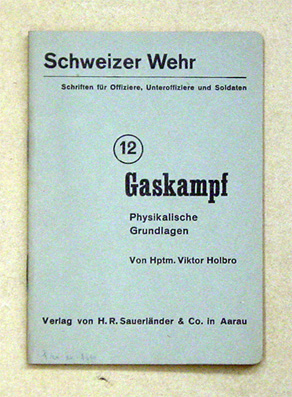 Schweizer Wehr
Schriften für Offiziere, Unteroffiziere und Soldaten
12
Gaskampf
Physikalische
Grundlagen
Von Hptm. Viktor Holbro
Verlag von H. R. Sauerländer & Co. in Aarau